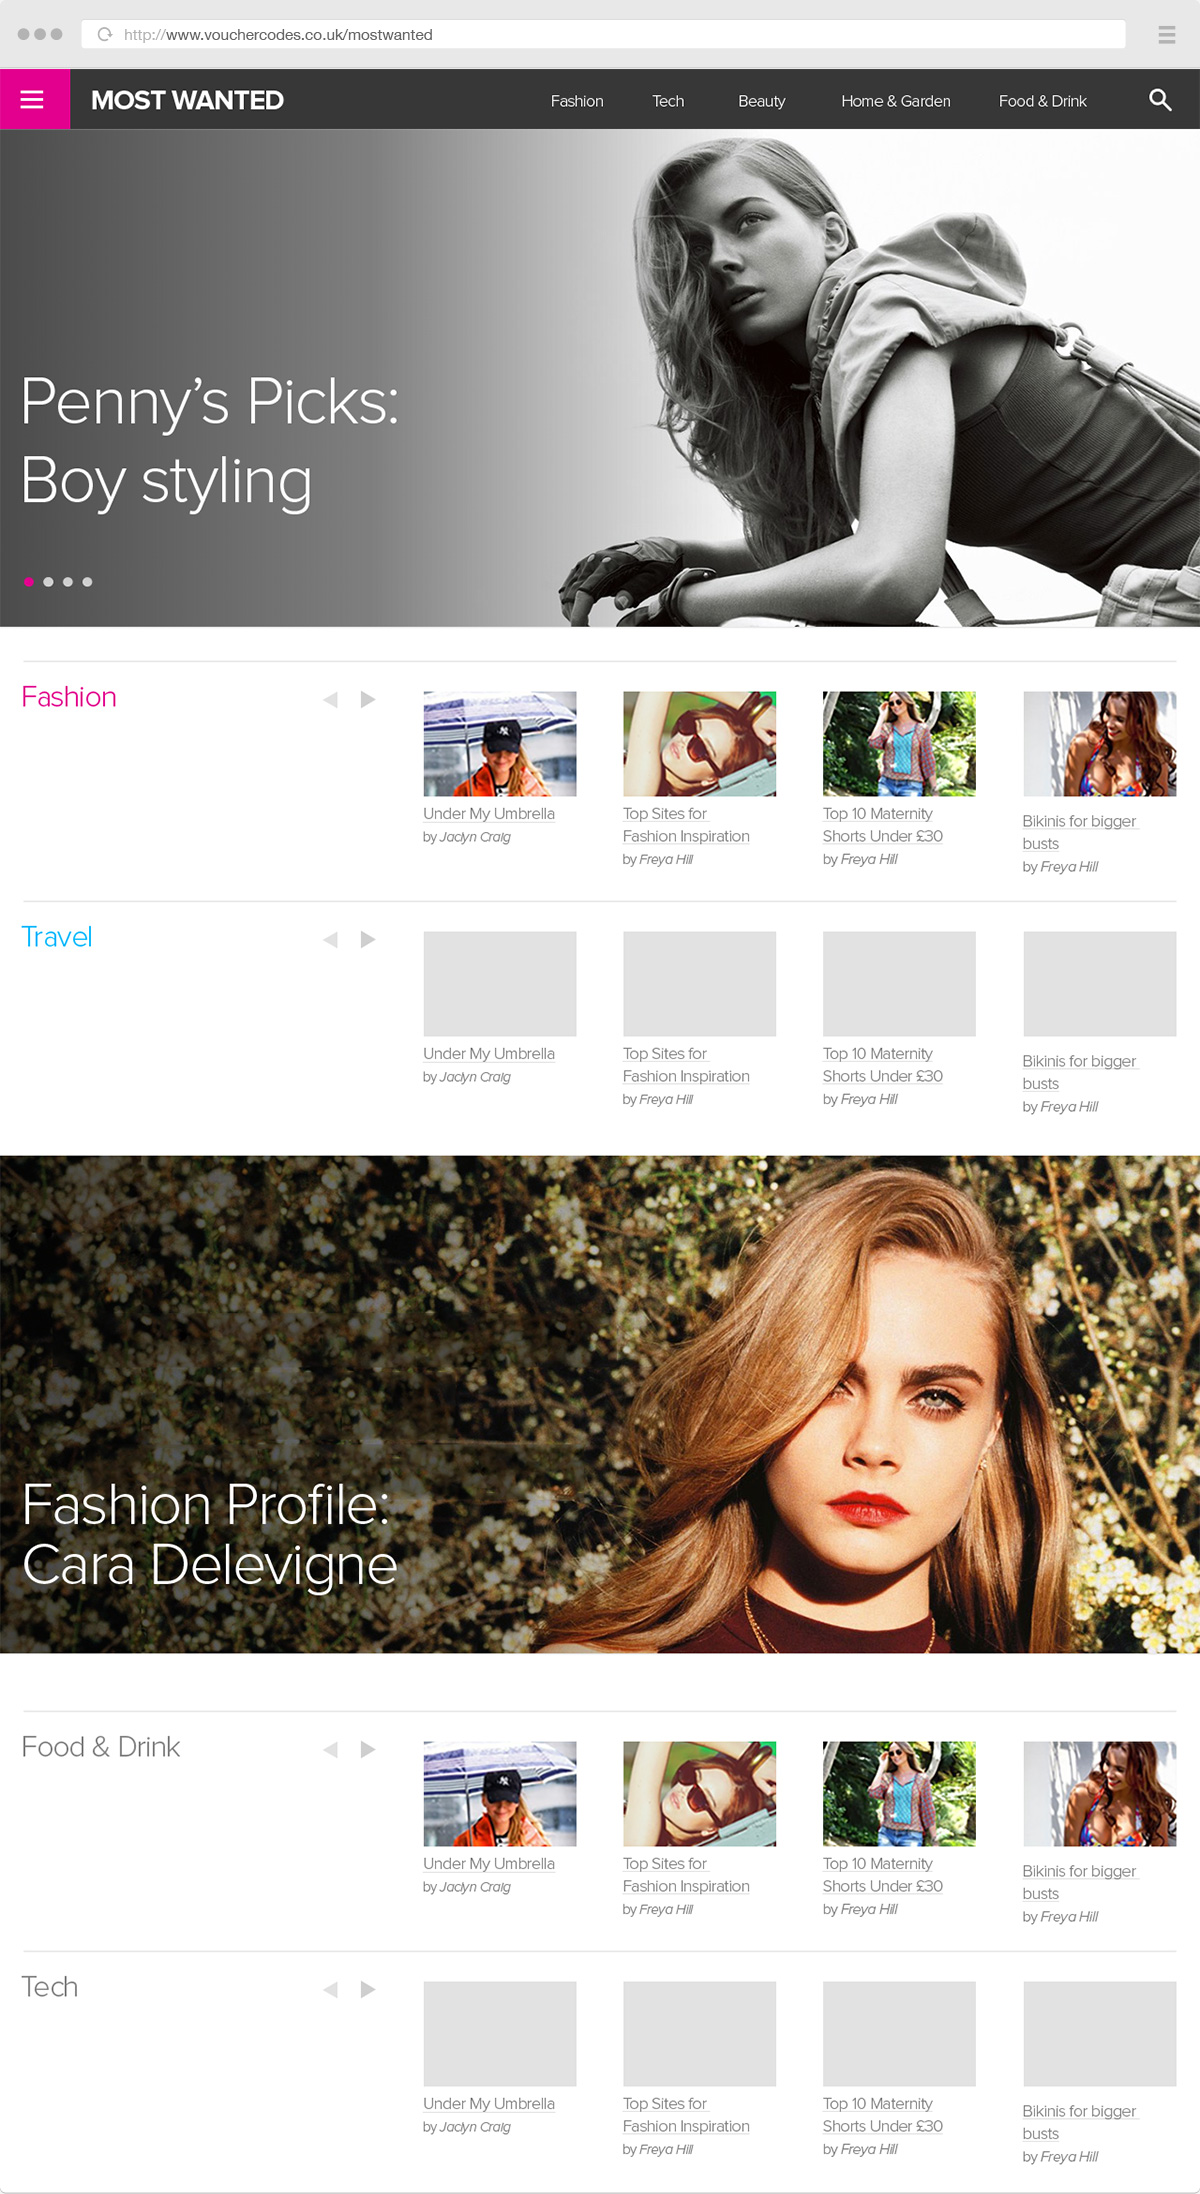 http://www.vouchercodes.co.uk/mostwanted
MOST WANTED
Fashion
Tech
Beauty
Home & Garden
Food & Drink
Penny’s Picks:
Boy styling
Fashion
Under My Umbrella
by Jaclyn Craig
Top Sites for
Fashion Inspiration
by Freya Hill
Top 10 Maternity
Shorts Under £30
by Freya Hill
Bikinis for bigger
busts
by Freya Hill
Travel
Under My Umbrella
by Jaclyn Craig
Top Sites for
Fashion Inspiration
by Freya Hill
Top 10 Maternity
Shorts Under £30
by Freya Hill
Bikinis for bigger
busts
by Freya Hill
Fashion Profile:
Cara Delevigne
Food & Drink
Under My Umbrella
by Jaclyn Craig
Top Sites for
Fashion Inspiration
by Freya Hill
Top 10 Maternity
Shorts Under £30
by Freya Hill
Bikinis for bigger
busts
by Freya Hill
Tech
Under My Umbrella
by Jaclyn Craig
Top Sites for
Fashion Inspiration
by Freya Hill
Top 10 Maternity
Shorts Under £30
by Freya Hill
Bikinis for bigger
busts
by Freya Hill